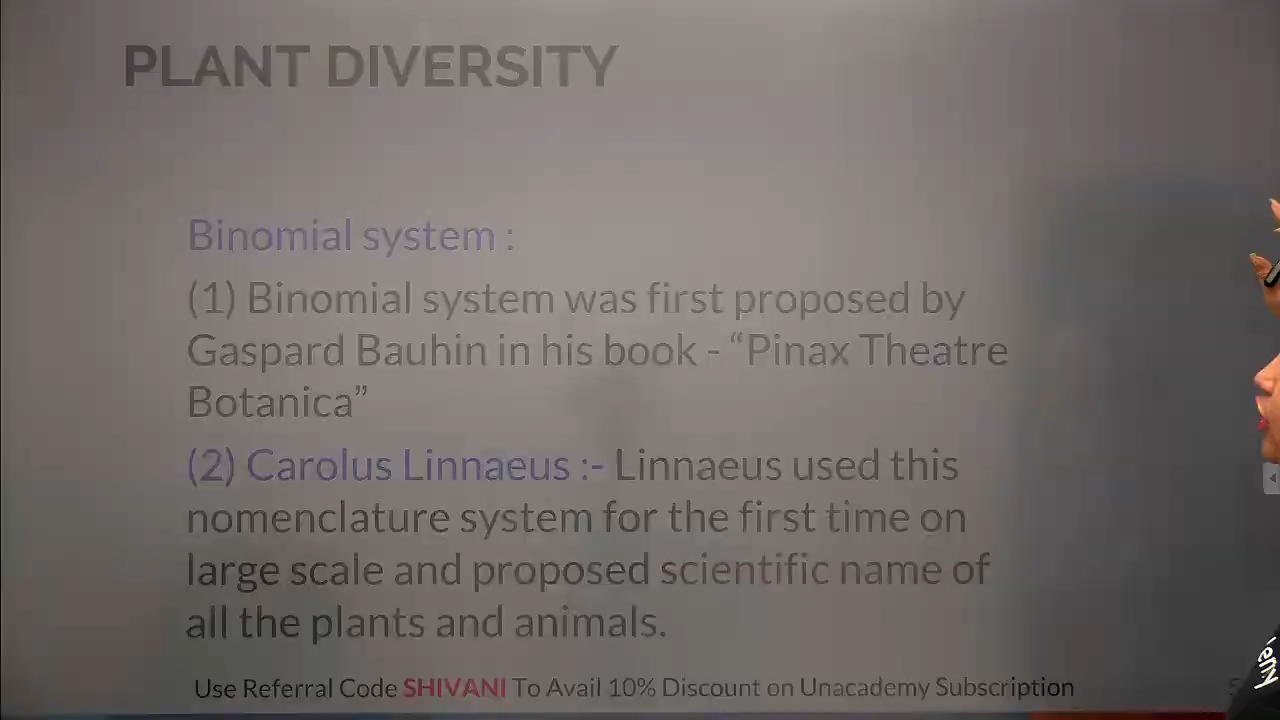 PLANT DIVERSITY
Binomial system :
(1) Binomial system was first proposed by
Gaspard Bauhin in his book - “Pinax Theatre
Botanica”
(2) Carolus Linnaeus :- Linnaeus used this
nomenclature system for the first time on
large scale and proposed scientific name of
all the plants and animals.
Use Referral Code SHIVANI To Avail 10% Discount on Unacademy Subscription